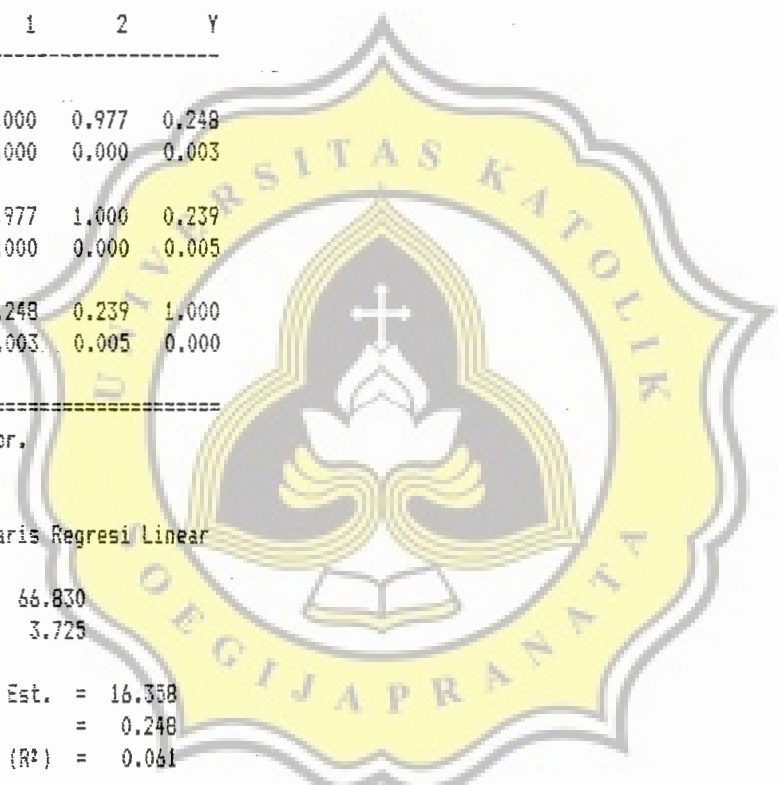 1 2 Y
-----------------------------------
.000 0.977 0.248
.000 0.000 0.003
.977 1.000 0.239
.000 0.000 0.005
.248 0.239 1.000
.003 0.005 0.000
===================================
or.
aris Regresi Linear
66.830
3.725
Est. = 16.358
= 0.248
(R²) = 0.061
UNIVERSITAS KATOLIK
SOEGIJAPRANATA